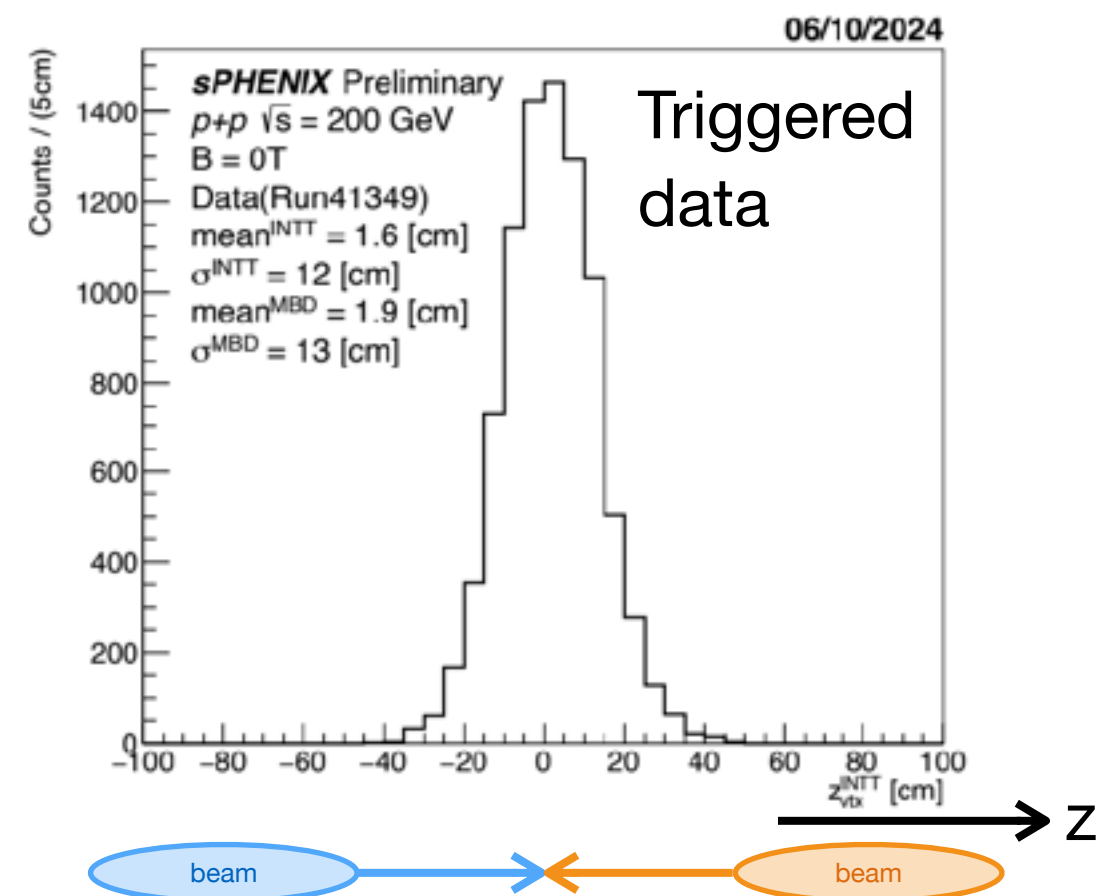 06/10/2024
Counts / (5cm)
sPHENIX Preliminary
p+p √s = 200 GeV
B = 0T
Data(Run41349)
mean^INTT = 1.6 [cm]
σ^INTT = 12 [cm]
mean^MBD = 1.9 [cm]
σ^MBD = 13 [cm]
Triggered
data
1400
1200
1000
800
600
400
200
0
−100 −80 −60 −40 −20 0 20 40 60 80 100
z_vtx^INTT [cm]
z
beam beam